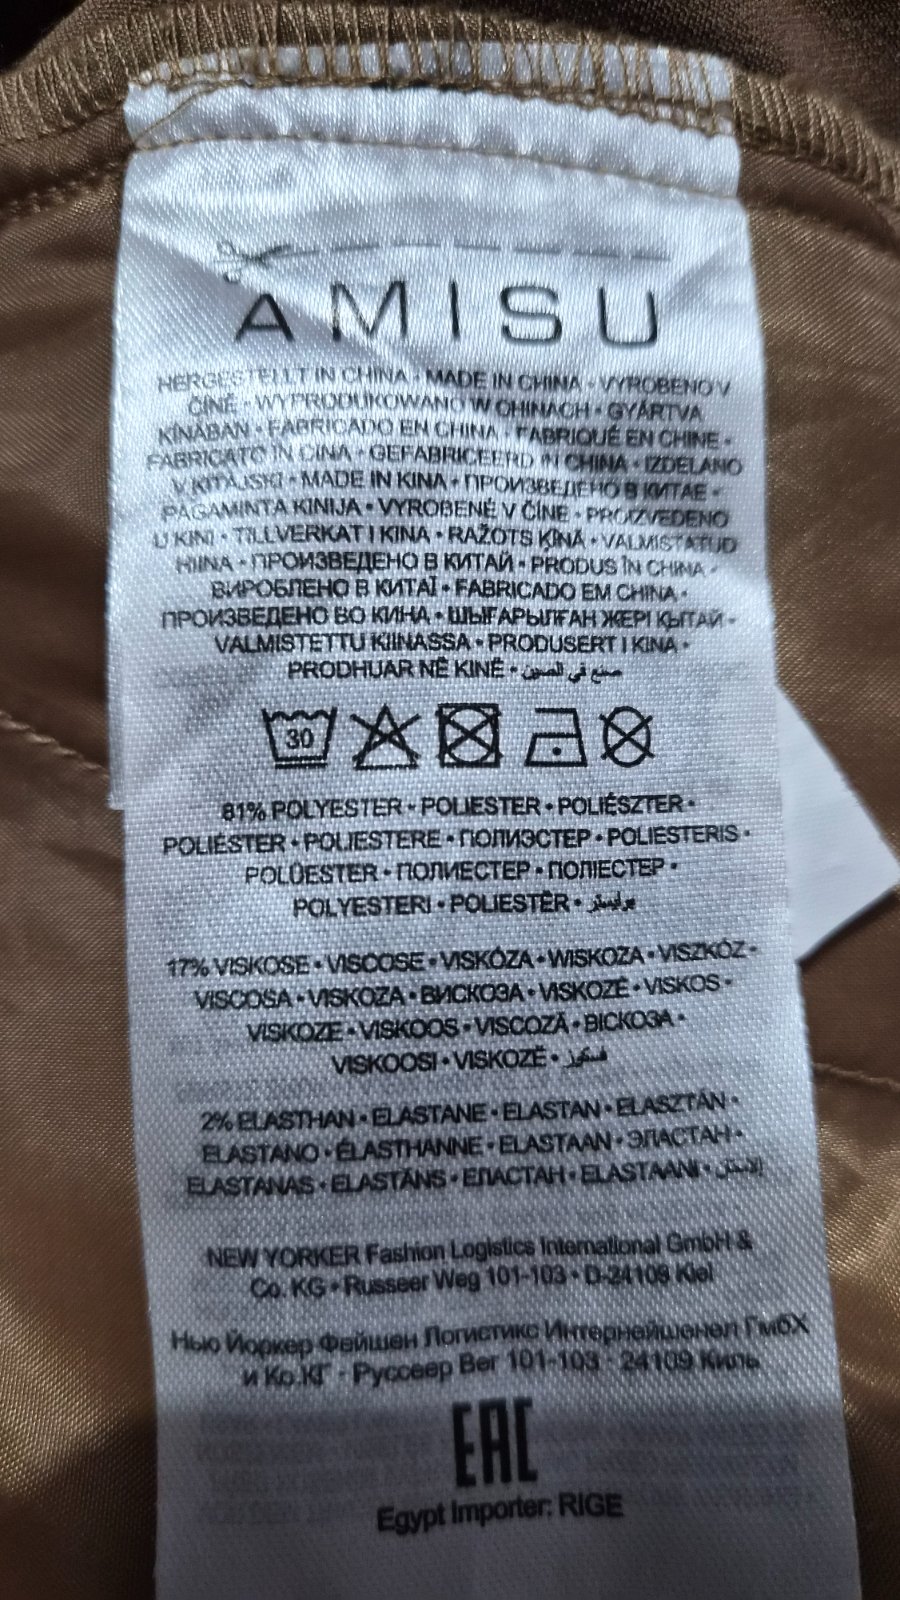 AMISU
HERGESTELLT IN CHINA • MADE IN CHINA • VYROBENO V
ČÍNĚ • WYPRODUKOWANO W CHINACH • GYÁRTVA
KÍNÁBAN • FABRICADO EN CHINA • FABRIQUÉ EN CHINE •
FABRICATO IN CINA • GEFABRICEERD IN CHINA • IZDELANO
V KITAJSKI • MADE IN KINA • ПРОИЗВЕДЕНО В КИТАЕ •
PAGAMINTA KINIJA • VYROBENÉ V ČÍNE • PROIZVEDENO
U KINI • TILLVERKAT I KINA • RAŽOTS ĶĪNĀ • VALMISTATUD
HIINA • ПРОИЗВЕДЕНО В КИТАЙ • PRODUS ÎN CHINA •
ВИРОБЛЕНО В КИТАЇ • FABRICADO EM CHINA •
ПРОИЗВЕДЕНО ВО КИНА • ШЫҒАРЫЛҒАН ЖЕРІ ҚЫТАЙ •
VALMISTETTU KIINASSA • PRODUSERT I KINA •
PRODHUAR NË KINË • صنع في الصين
30
81% POLYESTER • POLIESTER • POLIÉSZTER •
POLIÉSTER • POLIESTERE • ПОЛИЭСТЕР • POLIESTERIS •
POLÜESTER • ПОЛИЕСТЕР • ПОЛІЕСТЕР •
POLYESTERI • POLIESTËR • بوليستر
17% VISKOSE • VISCOSE • VISKÓZA • WISKOZA • VISZKÓZ •
VISCOSA • VISKOZA • ВИСКОЗА • VISKOZĖ • VISKOS •
VISKOZE • VISKOOS • VISCOZĂ • ВІСКОЗА •
VISKOOSI • VISKOZË • فسكوز
2% ELASTHAN • ELASTANE • ELASTAN • ELASZTÁN •
ELASTANO • ÉLASTHANNE • ELASTAAN • ЭЛАСТАН •
ELASTANAS • ELASTĀNS • ЕЛАСТАН • ELASTAANI •
NEW YORKER Fashion Logistics International GmbH &
Co. KG • Russeer Weg 101-103 • D-24109 Kiel
Нью Йоркер Фейшен Логистикс Интернейшенел ГмбХ
и Ко.КГ · Руссеер Вег 101-103 · 24109 Киль
EAC
Egypt Importer: RIGE